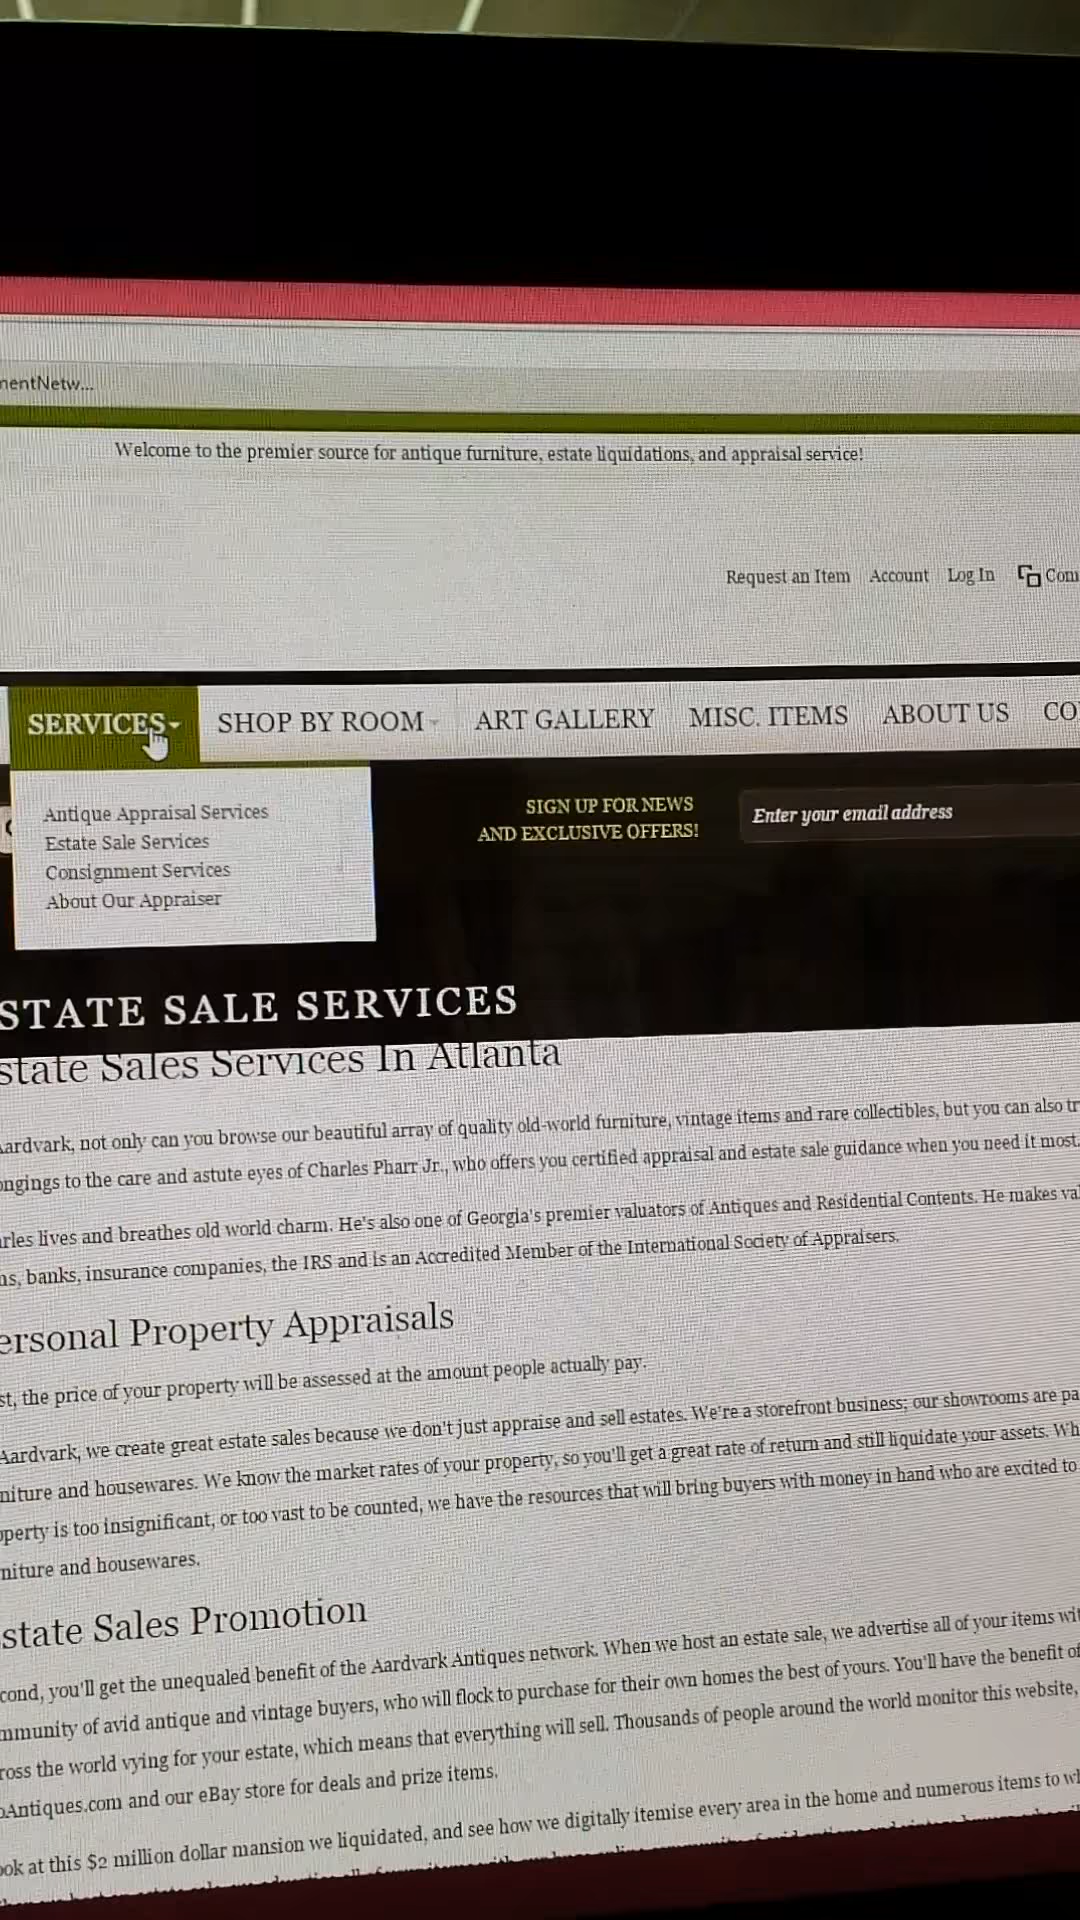 Welcome to the premier source for antique furniture, estate liquidations, and appraisal service!
Request an Item Account Log In
SERVICES SHOP BY ROOM ART GALLERY MISC. ITEMS ABOUT US
Antique Appraisal Services
Estate Sale Services
Consignment Services
About Our Appraiser
SIGN UP FOR NEWS
AND EXCLUSIVE OFFERS!
Enter your email address
STATE SALE SERVICES
state Sales Services In Atlanta
ardvark, not only can you browse our beautiful array of quality old-world furniture, vintage items and rare collectibles, but you can also
ongings to the care and astute eyes of Charles Pharr Jr., who offers you certified appraisal and estate sale guidance when you need it most.
rles lives and breathes old world charm. He's also one of Georgia's premier valuators of Antiques and Residential Contents. He makes
ns, banks, insurance companies, the IRS and is an Accredited Member of the International Society of Appraisers.
ersonal Property Appraisals
st, the price of your property will be assessed at the amount people actually pay.
Aardvark, we create great estate sales because we don't just appraise and sell estates. We're a storefront business; our showrooms are
niture and housewares. We know the market rates of your property, so you'll get a great rate of return and still liquidate your assets.
operty is too insignificant, or too vast to be counted, we have the resources that will bring buyers with money in hand who are excited to
niture and housewares.
state Sales Promotion
cond, you'll get the unequaled benefit of the Aardvark Antiques network. When we host an estate sale, we advertise all of your items
mmunity of avid antique and vintage buyers, who will flock to purchase for their own homes the best of yours. You'll have the benefit of
ross the world vying for your estate, which means that everything will sell. Thousands of people around the world monitor this website,
oAntiques.com and our eBay store for deals and prize items.
ook at this $2 million dollar mansion we liquidated, and see how we digitally itemise every area in the home and numerous items to